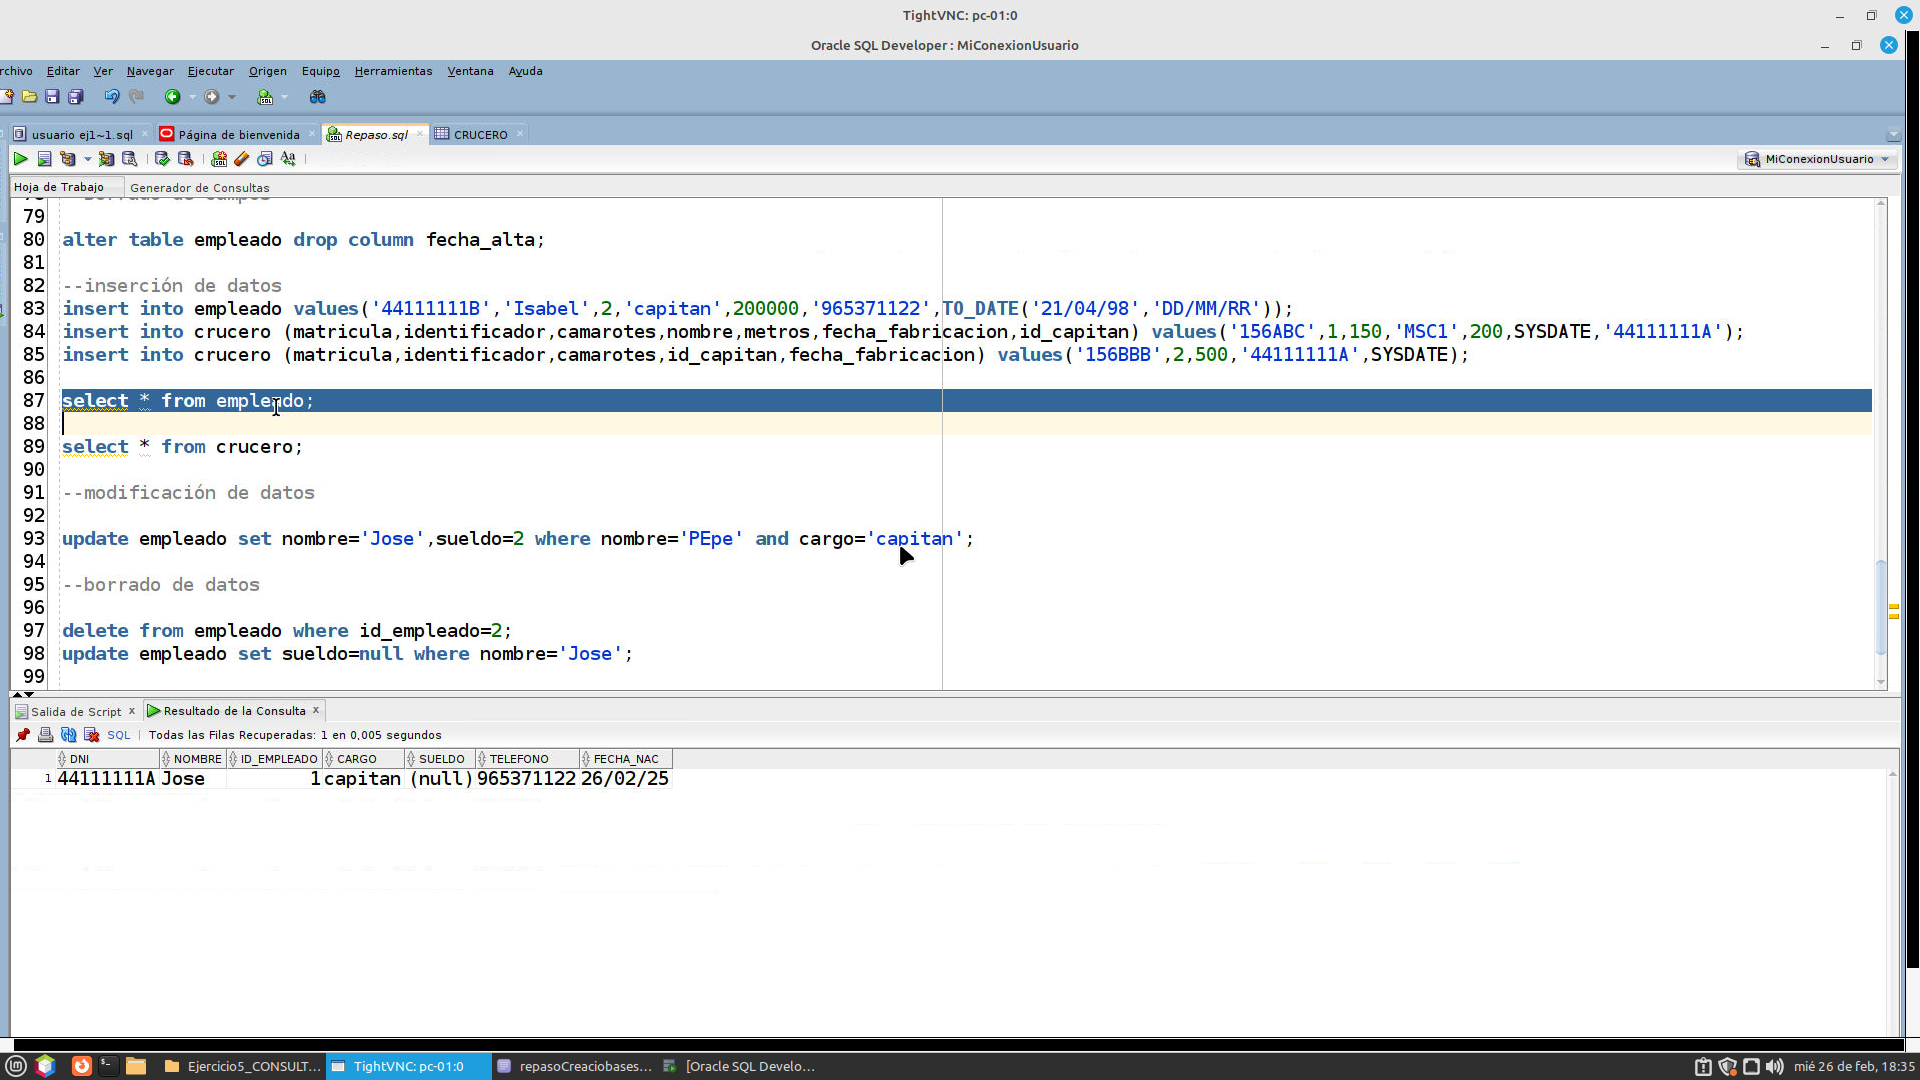 TightVNC: pc-01:0
Oracle SQL Developer : MiConexionUsuario
rchivo Editar Ver Navegar Ejecutar Origen Equipo Herramientas Ventana Ayuda
usuario ej1~1.sql Página de bienvenida Repaso.sql CRUCERO
MiConexionUsuario
Hoja de Trabajo Generador de Consultas
79
80 alter table empleado drop column fecha_alta;
81
82 --inserción de datos
83 insert into empleado values('44111111B','Isabel',2,'capitan',200000,'965371122',TO_DATE('21/04/98','DD/MM/RR'));
84 insert into crucero (matricula,identificador,camarotes,nombre,metros,fecha_fabricacion,id_capitan) values('156ABC',1,150,'MSC1',200,SYSDATE,'44111111A');
85 insert into crucero (matricula,identificador,camarotes,id_capitan,fecha_fabricacion) values('156BBB',2,500,'44111111A',SYSDATE);
86
87 select * from empleado;
88
89 select * from crucero;
90
91 --modificación de datos
92
93 update empleado set nombre='Jose',sueldo=2 where nombre='PEpe' and cargo='capitan';
94
95 --borrado de datos
96
97 delete from empleado where id_empleado=2;
98 update empleado set sueldo=null where nombre='Jose';
99
Salida de Script x Resultado de la Consulta x
SQL | Todas las Filas Recuperadas: 1 en 0,005 segundos
DNI NOMBRE ID_EMPLEADO CARGO SUELDO TELEFONO FECHA_NAC
1 44111111A Jose 1 capitan (null) 965371122 26/02/25
Ejercicio5_CONSULT... TightVNC: pc-01:0 repasoCreaciobases... [Oracle SQL Develo... mié 26 de feb, 18:35